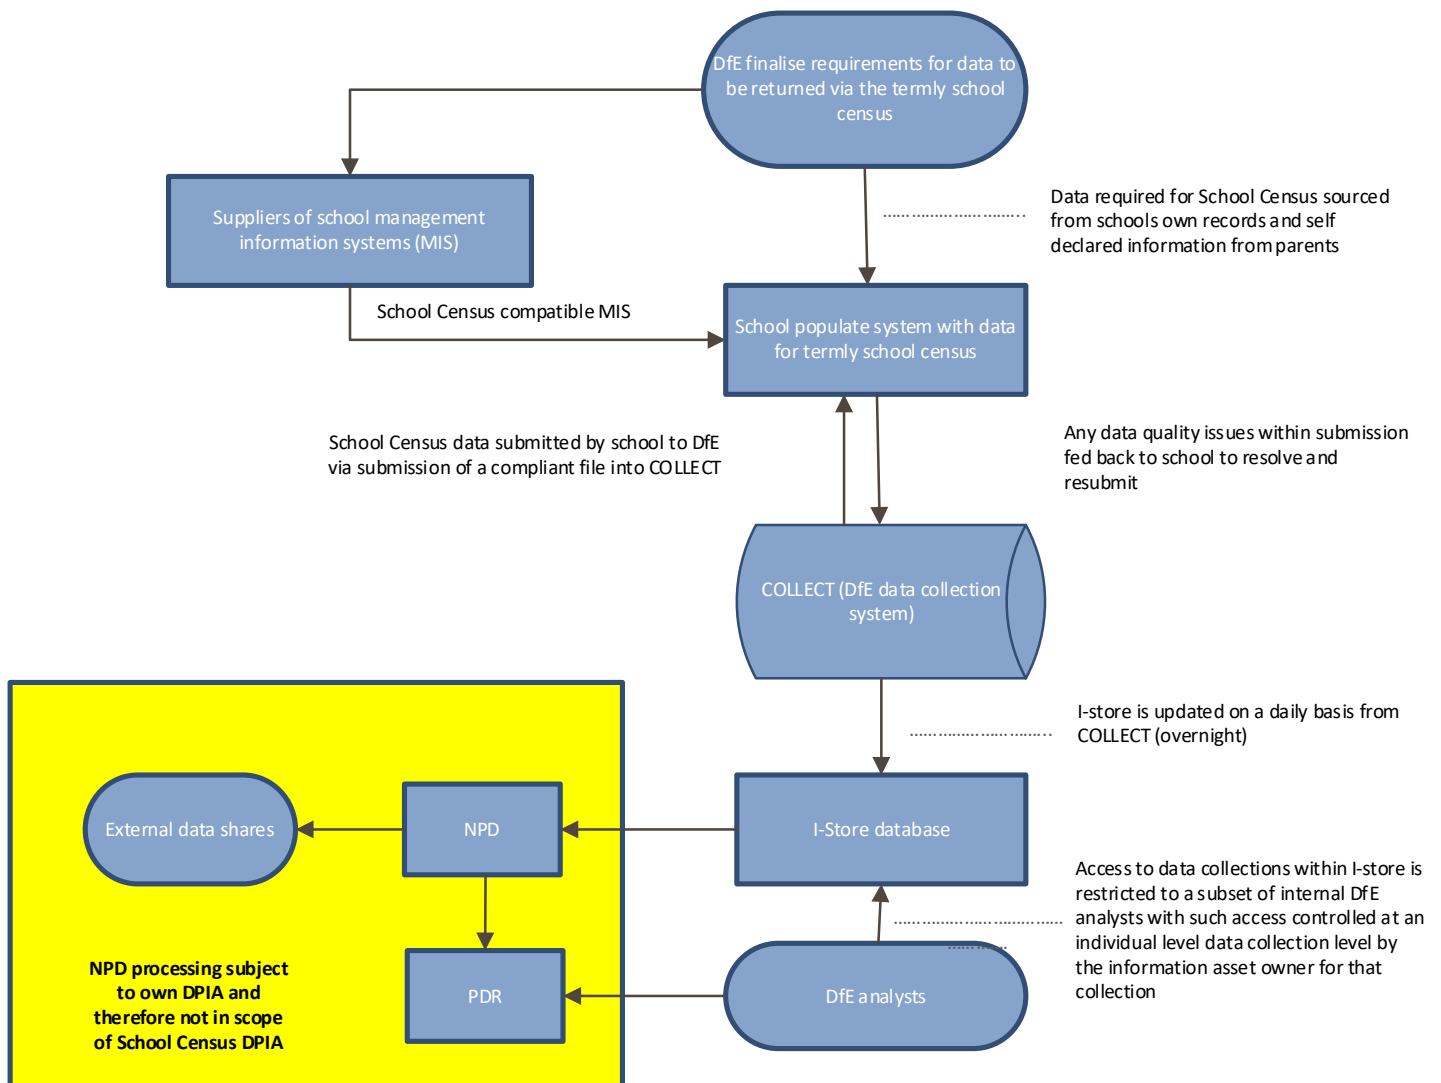 DfE finalise requirements for data to
be returned via the termly school
census
Suppliers of school management
information systems (MIS)
Data required for School Census sourced
from schools own records and self
declared information from parents
School Census compatible MIS
School populate system with data
for termly school census
School Census data submitted by school to DfE
via submission of a compliant file into COLLECT
Any data quality issues within submission
fed back to school to resolve and
resubmit
COLLECT (DfE data collection
system)
I-store is updated on a daily basis from
COLLECT (overnight)
External data shares
NPD
I-Store database
Access to data collections within I-store is
restricted to a subset of internal DfE
analysts with such access controlled at an
individual level data collection level by
the information asset owner for that
collection
NPD processing subject
to own DPIA and
therefore not in scope
of School Census DPIA
PDR
DfE analysts